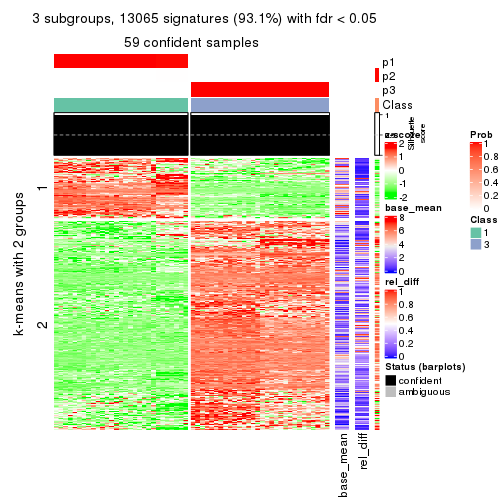 3 subgroups, 13065 signatures (93.1%) with fdr < 0.05
59 confident samples
p1
p2
p3
Class
1
Silhouette
score
z-score
2
1
0
-1
-2
base_mean
8
6
4
2
0
rel_diff
1
0.8
0.6
0.4
0.2
0
Status (barplots)
confident
ambiguous
Prob
1
0.8
0.6
0.4
0.2
0
Class
1
3
k-means with 2 groups
1
2
base_mean
rel_diff